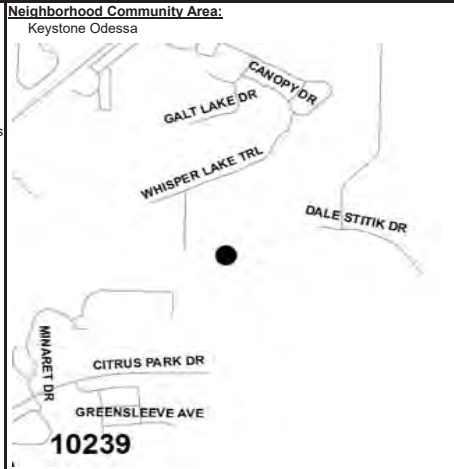 Neighborhood Community Area:
Keystone Odessa
CANOPY DR
GALT LAKE DR
WHISPER LAKE TRL
DALE STITIK DR
MINARET DR
CITRUS PARK DR
GREENSLEEVE AVE
10239